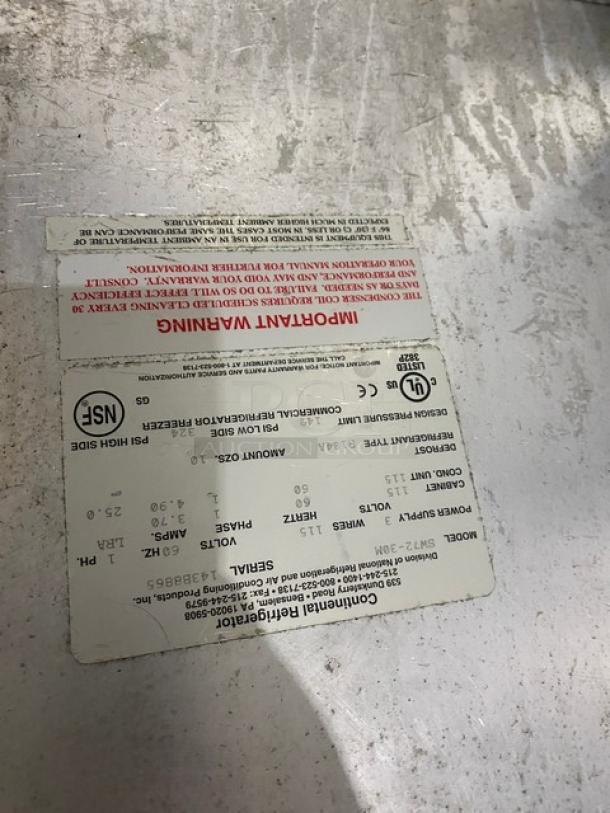 Continental Refrigerator
539 Dunksferry Road • Bensalem, PA 19020-5908
215-244-1400 • 800-523-7138 • Fax: 215-244-9579
Division of National Refrigeration and Air Conditioning Products, Inc.
MODEL SW72-30M SERIAL 14388865
POWER SUPPLY 3 WIRES 115 VOLTS 60 HZ. 1 PH.
VOLTS HERTZ PHASE AMPS. LRA
CABINET 115 60 1 3.70
COND. UNIT 115 60 1 4.90 25.0
DEFROST
REFRIGERANT TYPE R134A AMOUNT OZS. 10
DESIGN PRESSURE LIMIT 149 PSI LOW SIDE 324 PSI HIGH SIDE
COMMERCIAL REFRIGERATOR FREEZER
C UL US LISTED 382P
CE
GS
NSF
IMPORTANT NOTICE: FOR WARRANTY PARTS AND SERVICE AUTHORIZATION
CALL THE SERVICE DEPARTMENT AT 1-800-523-7138
IMPORTANT WARNING
THE CONDENSER COIL REQUIRES SCHEDULED CLEANING EVERY 30
DAYS OR AS NEEDED. FAILURE TO DO SO WILL EFFECT EFFICIENCY
AND PERFORMANCE, AND MAY VOID YOUR WARRANTY. CONSULT
YOUR OPERATION MANUAL FOR FURTHER INFORMATION.
THIS EQUIPMENT IS INTENDED FOR USE IN AN AMBIENT TEMPERATURE OF
86°F (30°C) OR LESS. IN MOST CASES THE SAME PERFORMANCE CAN BE
EXPECTED IN MUCH HIGHER AMBIENT TEMPERATURES.
AUCTION GROUP